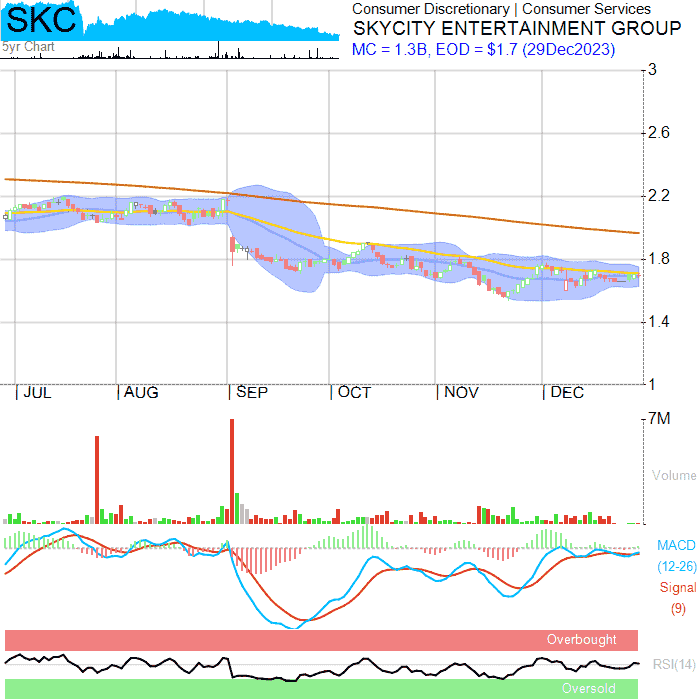 SKC
5yr Chart
Consumer Discretionary | Consumer Services
SKYCITY ENTERTAINMENT GROUP
MC = 1.3B, EOD = $1.7 (29Dec2023)
3
2.6
2.2
1.8
1.4
1
|JUL |AUG |SEP |OCT |NOV |DEC
7M
Volume
MACD
(12-26)
Signal
(9)
Overbought
RSI(14)
Oversold